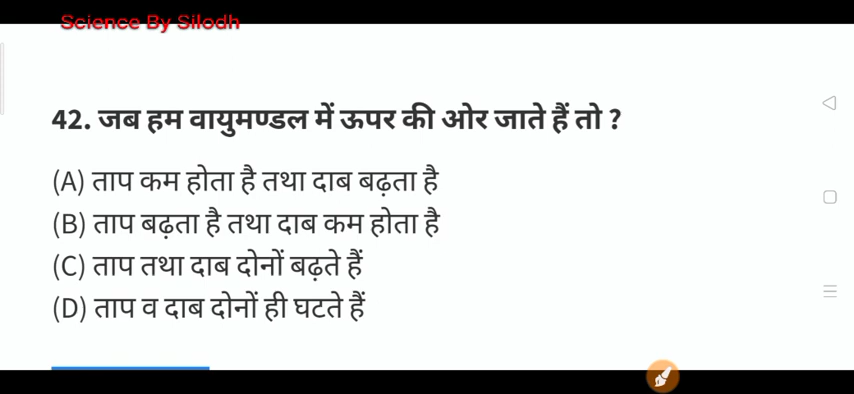 Science By Silodh
42. जब हम वायुमण्डल में ऊपर की ओर जाते हैं तो ?
(A) ताप कम होता है तथा दाब बढ़ता है
(B) ताप बढ़ता है तथा दाब कम होता है
(C) ताप तथा दाब दोनों बढ़ते हैं
(D) ताप व दाब दोनों ही घटते हैं